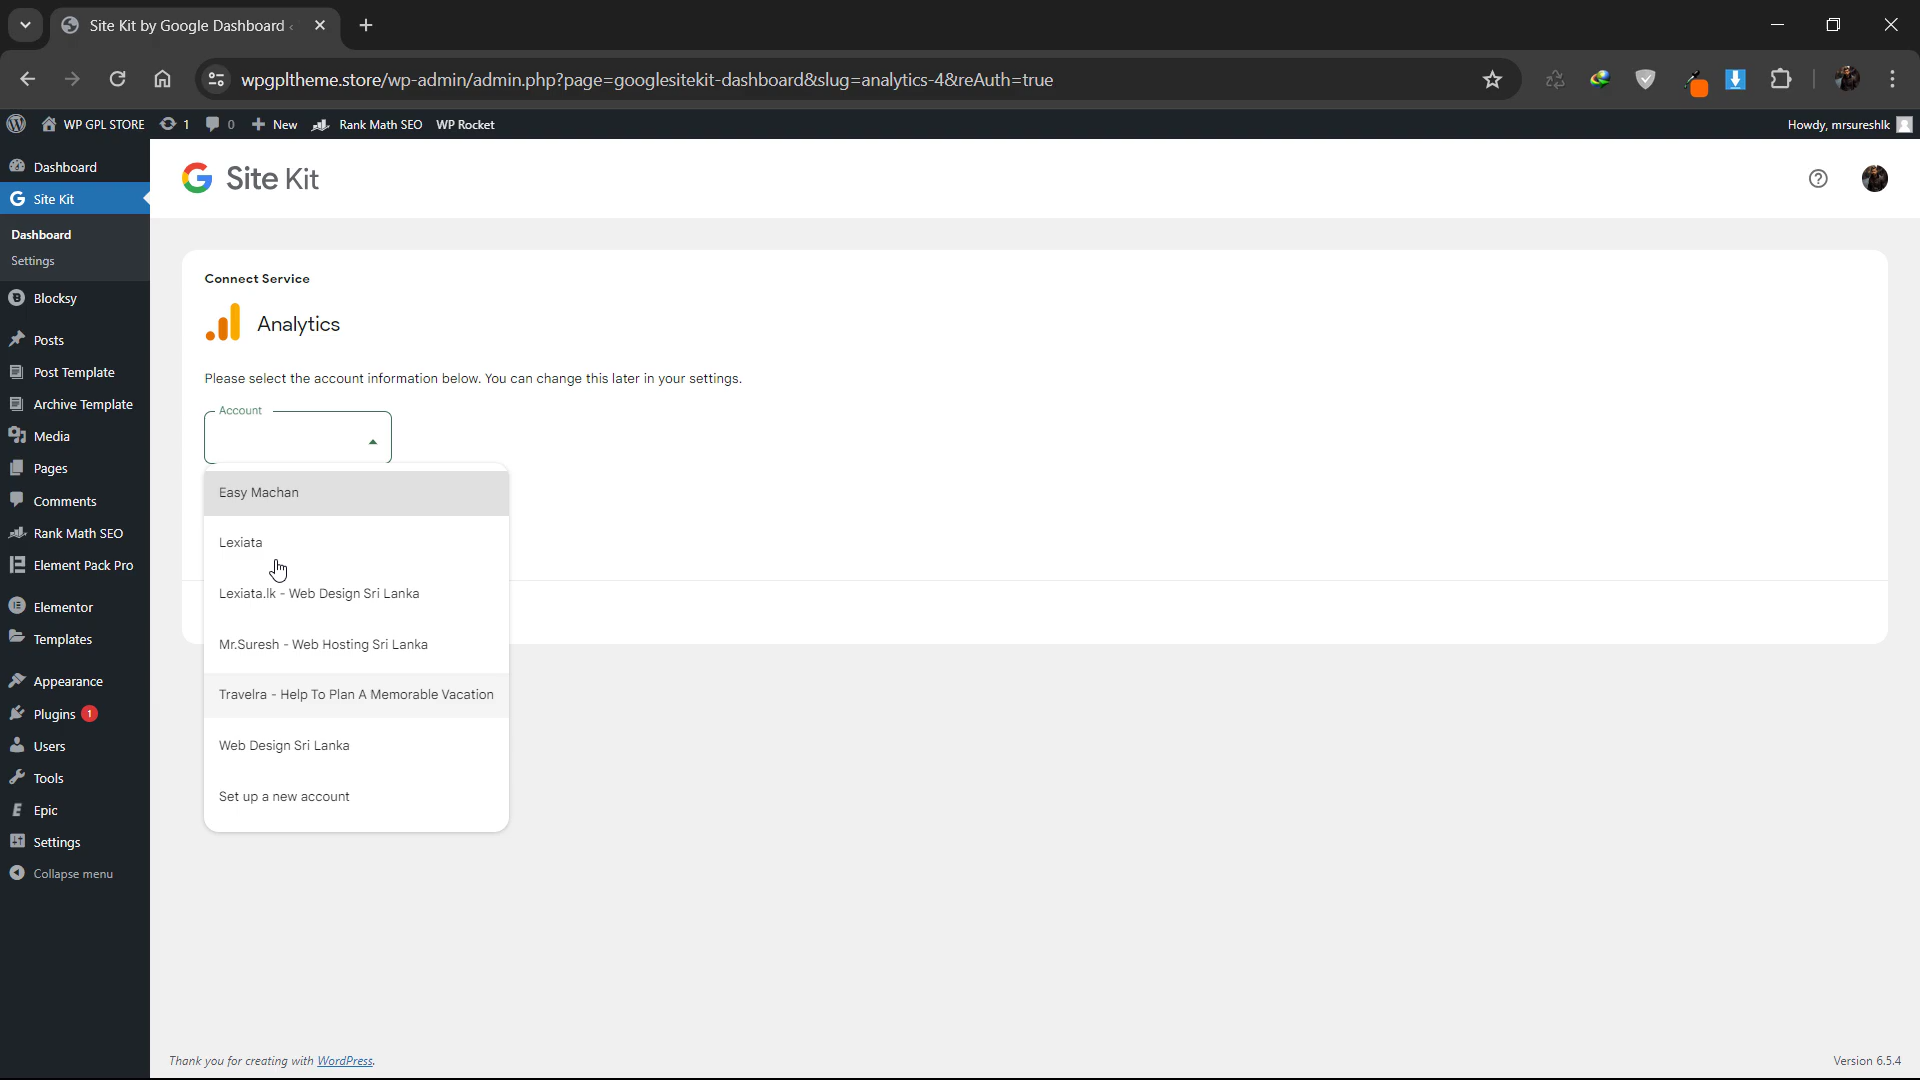 Site Kit by Google Dashboard ‹
wpgpltheme.store/wp-admin/admin.php?page=googlesitekit-dashboard&slug=analytics-4&reAuth=true
WP GPL STORE 1 0 New Rank Math SEO WP Rocket Howdy, mrsureshlk
Dashboard
Site Kit
Dashboard
Settings
Blocksy
Posts
Post Template
Archive Template
Media
Pages
Comments
Rank Math SEO
Element Pack Pro
Elementor
Templates
Appearance
Plugins 1
Users
Tools
Epic
Settings
Collapse menu
Site Kit
Connect Service
Analytics
Please select the account information below. You can change this later in your settings.
Account
Easy Machan
Lexiata
Lexiata.lk - Web Design Sri Lanka
Mr.Suresh - Web Hosting Sri Lanka
Travelra - Help To Plan A Memorable Vacation
Web Design Sri Lanka
Set up a new account
Thank you for creating with WordPress.
Version 6.5.4